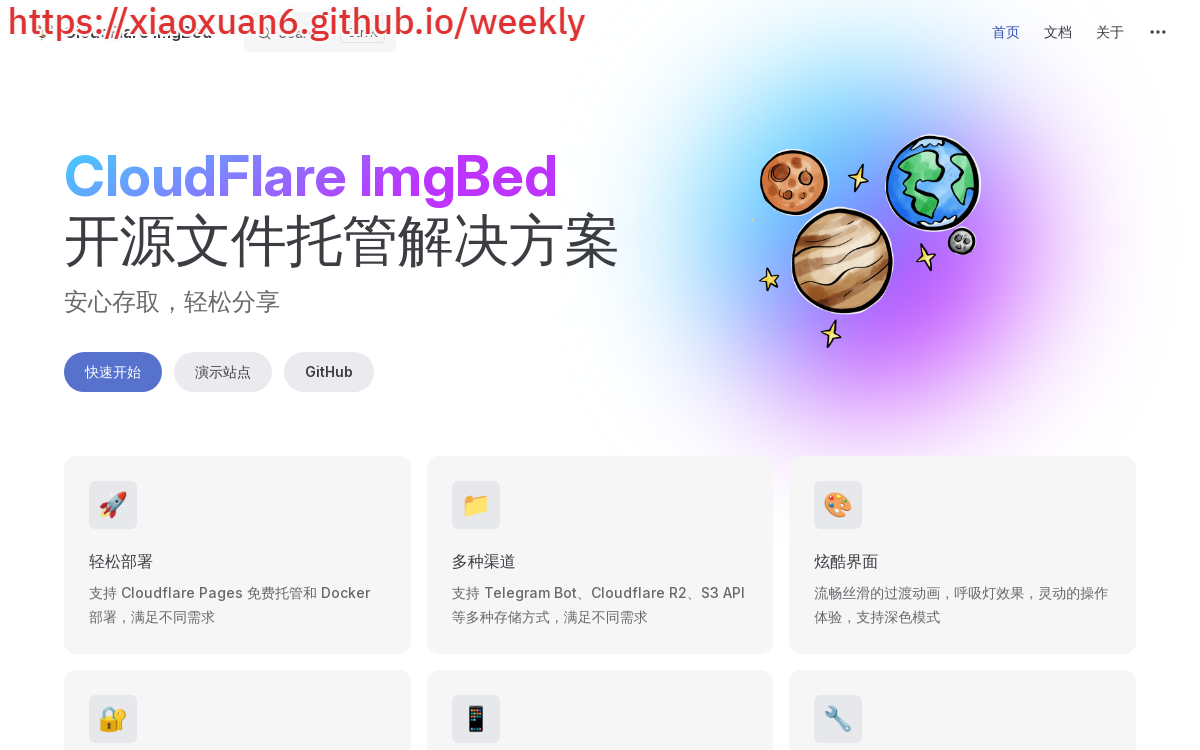 https://xiaoxuan6.github.io/weekly
首页
文档
关于
CloudFlare ImgBed
开源文件托管解决方案
安心存取，轻松分享
快速开始
演示站点
GitHub
轻松部署
支持 Cloudflare Pages 免费托管和 Docker
部署，满足不同需求
多种渠道
支持 Telegram Bot、Cloudflare R2、S3 API
等多种存储方式，满足不同需求
炫酷界面
流畅丝滑的过渡动画，呼吸灯效果，灵动的操作
体验，支持深色模式